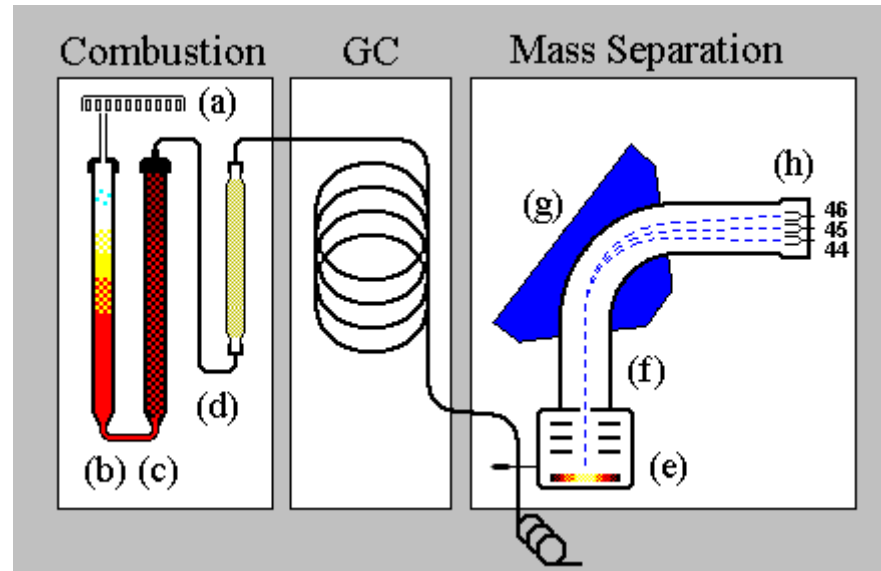 Combustion
GC
Mass Separation
(a)
(b)
(c)
(d)
(e)
(f)
(g)
(h)
46
45
44